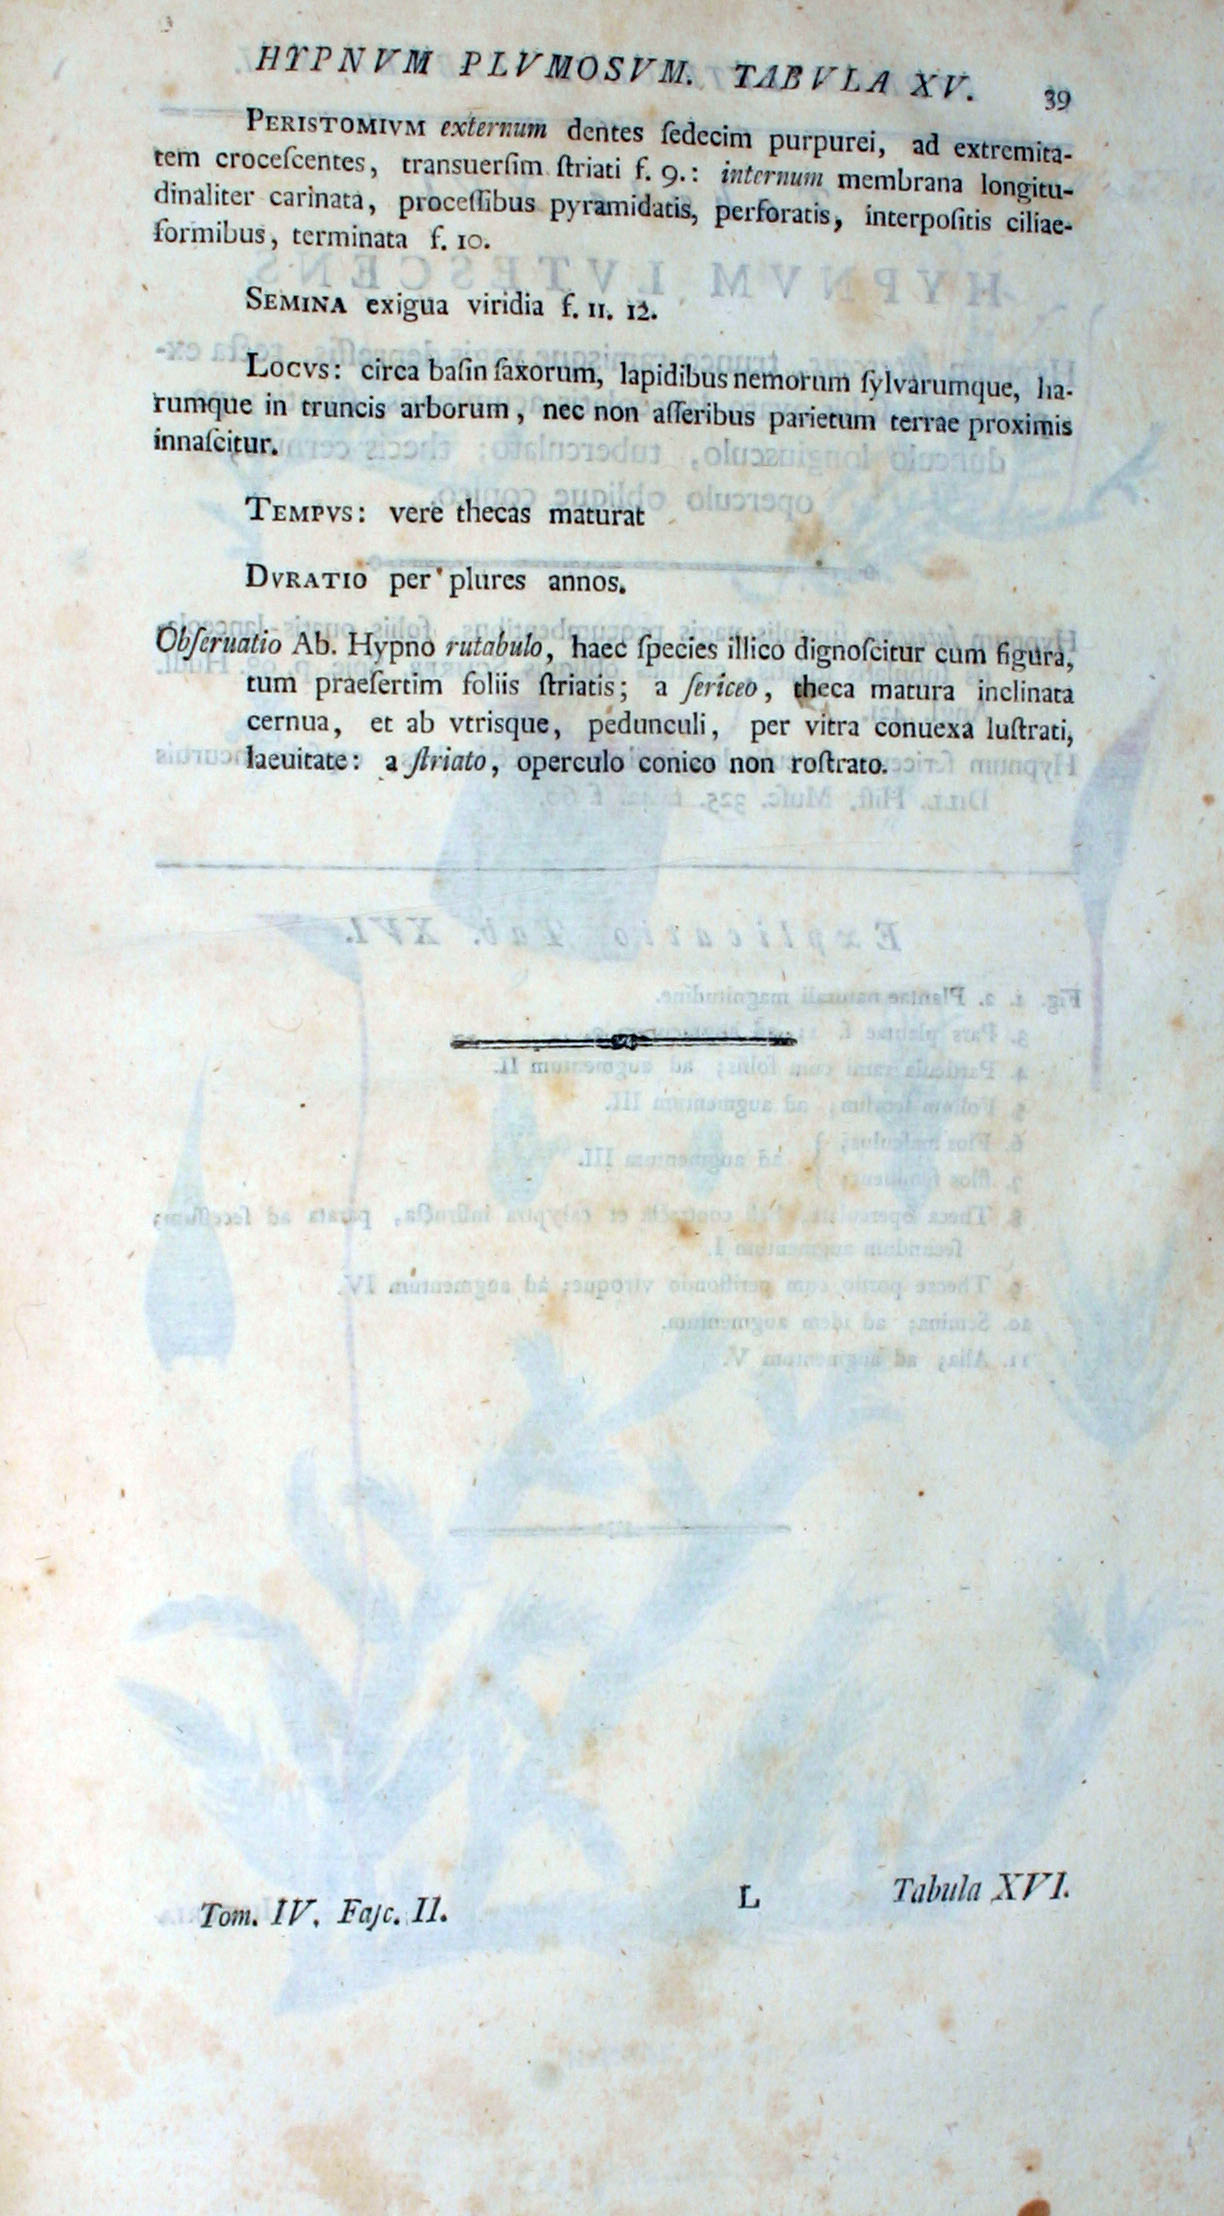 HYPNVM PLVMOSVM. TABVLA XV. 39
PERISTOMIVM externum dentes ſedecim purpurei, ad extremita-
tem croceſcentes, transuerſim ſtriati f. 9.: internum membrana longitu-
dinaliter carinata, proceſſibus pyramidatis, perforatis, interpoſitis ciliae-
formibus, terminata f. 10.
SEMINA exigua viridia f. 11. 12.
LOCVS: circa baſin ſaxorum, lapidibus nemorum ſylvarumque, ha-
rumque in truncis arborum, nec non aſſeribus parietum terrae proximis
innaſcitur.
TEMPVS: vere thecas maturat
DVRATIO per plures annos.
Obſeruatio Ab. Hypno rutabulo, haec ſpecies illico dignoſcitur cum figura,
tum praeſertim foliis ſtriatis; a ſericeo, theca matura inclinata
cernua, et ab vtrisque, pedunculi, per vitra conuexa luſtrati,
laeuitate: a ſtriato, operculo conico non roſtrato.
Tom. IV. Faſc. II. L Tabula XVI.